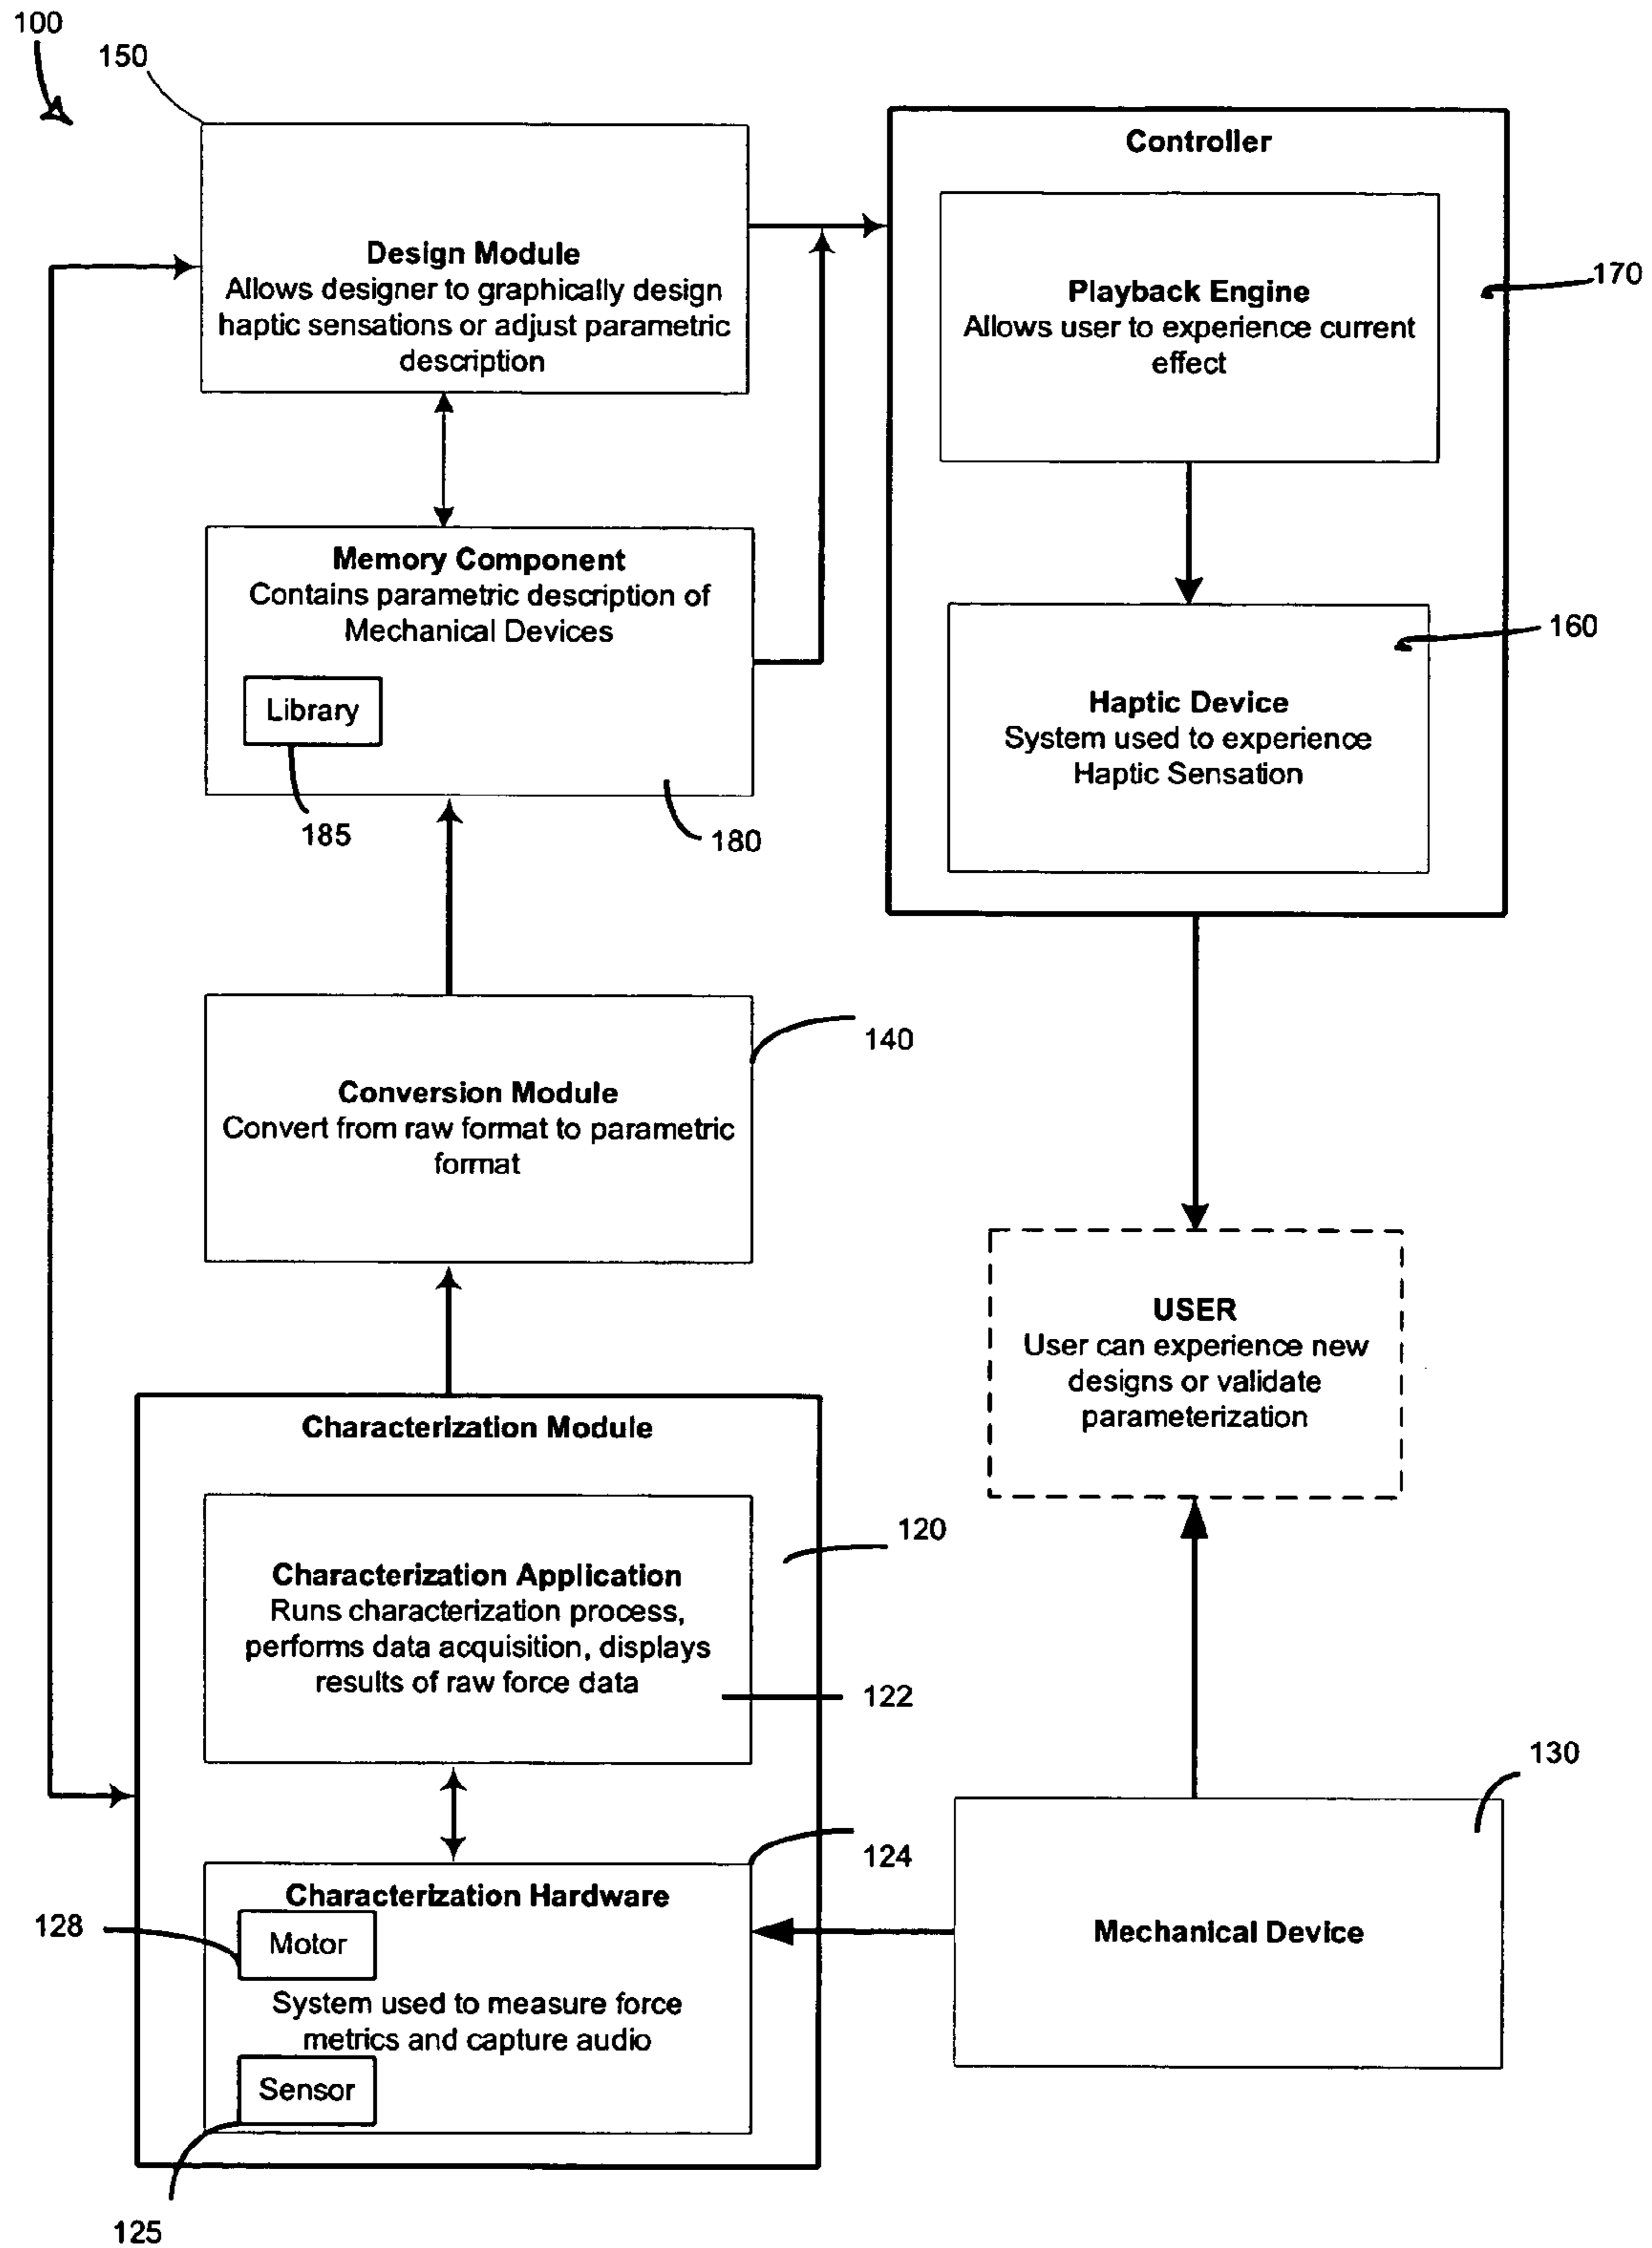 100
150
Design Module
Allows designer to graphically design
haptic sensations or adjust parametric
description
Controller
Playback Engine
Allows user to experience current
effect
170
Memory Component
Contains parametric description of
Mechanical Devices
Library
185
180
Haptic Device
System used to experience
Haptic Sensation
160
Conversion Module
Convert from raw format to parametric
format
140
USER
User can experience new
designs or validate
parameterization
Characterization Module
120
Characterization Application
Runs characterization process,
performs data acquisition, displays
results of raw force data
122
130
124
Characterization Hardware
128
Motor
System used to measure force
metrics and capture audio
Sensor
125
Mechanical Device